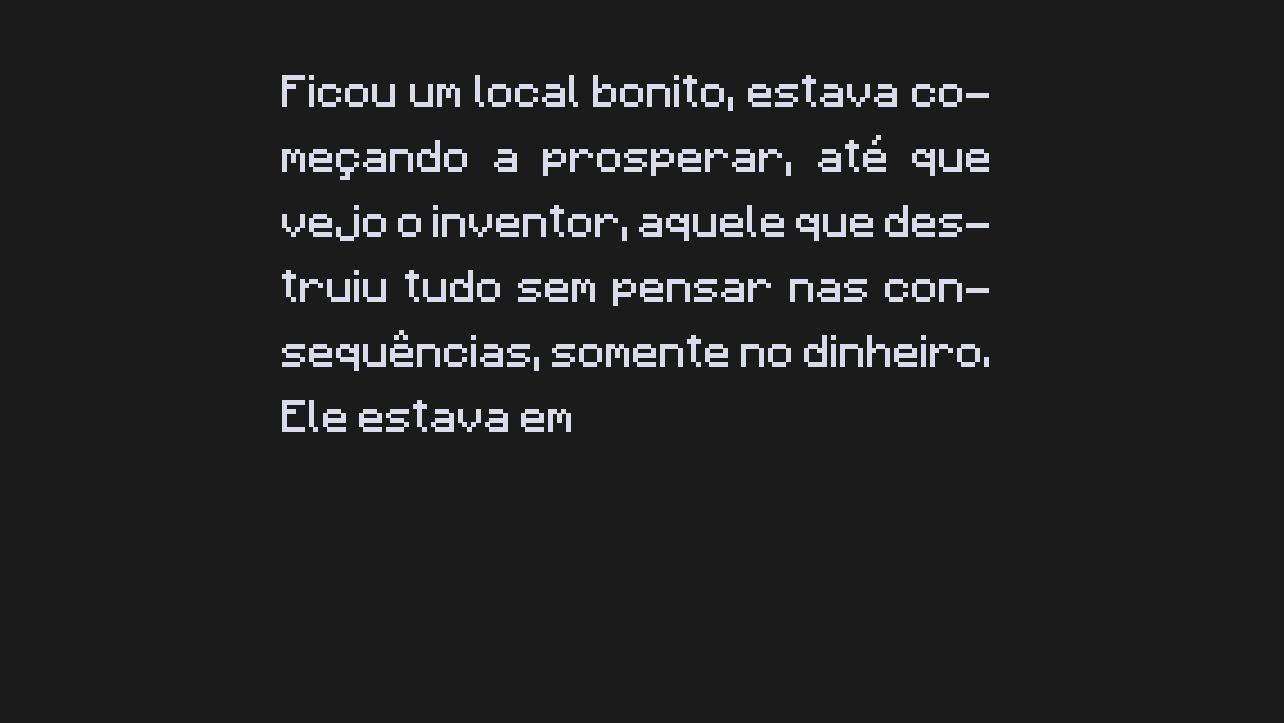 Ficou um local bonito, estava co-
meçando a prosperar, até que
vejo o inventor, aquele que des-
truiu tudo sem pensar nas con-
sequências, somente no dinheiro.
Ele estava em